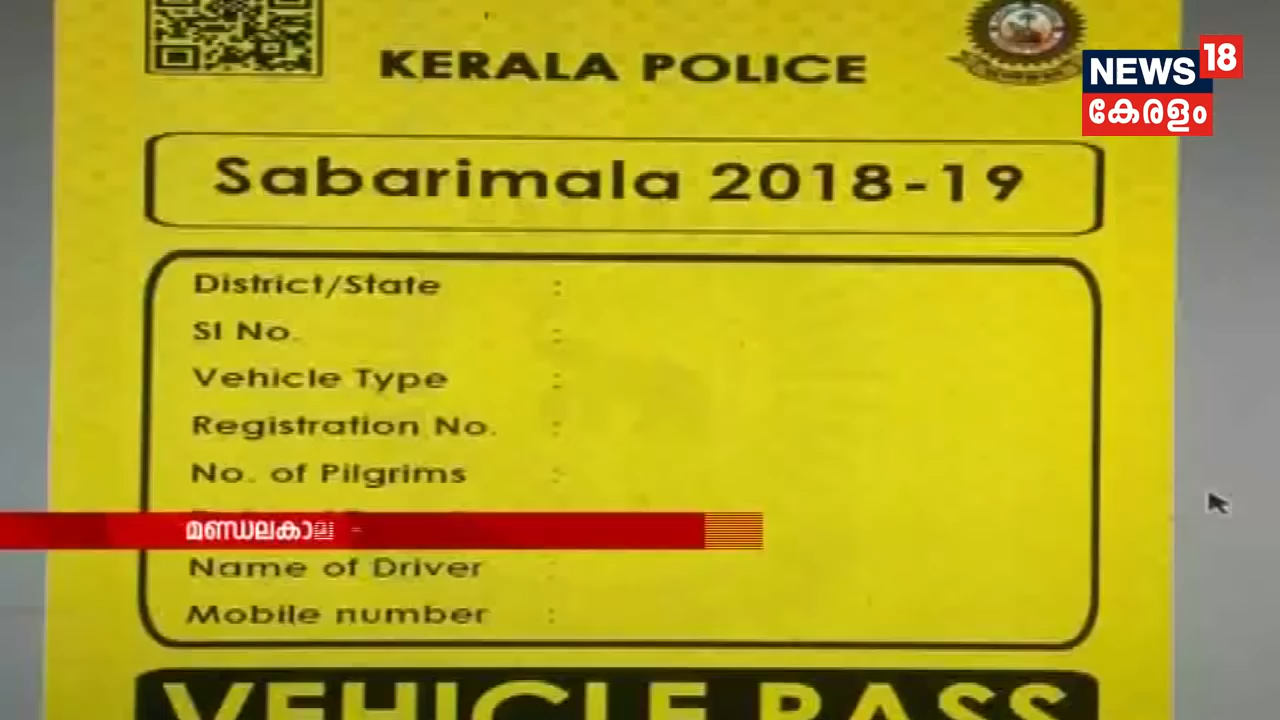 KERALA POLICE
NEWS 18
കേരളം
Sabarimala 2018-19
District/State :
Sl No. :
Vehicle Type :
Registration No. :
No. of Pilgrims :
മണ്ഡലകാല
Name of Driver :
Mobile number :
VEHICLE PASS